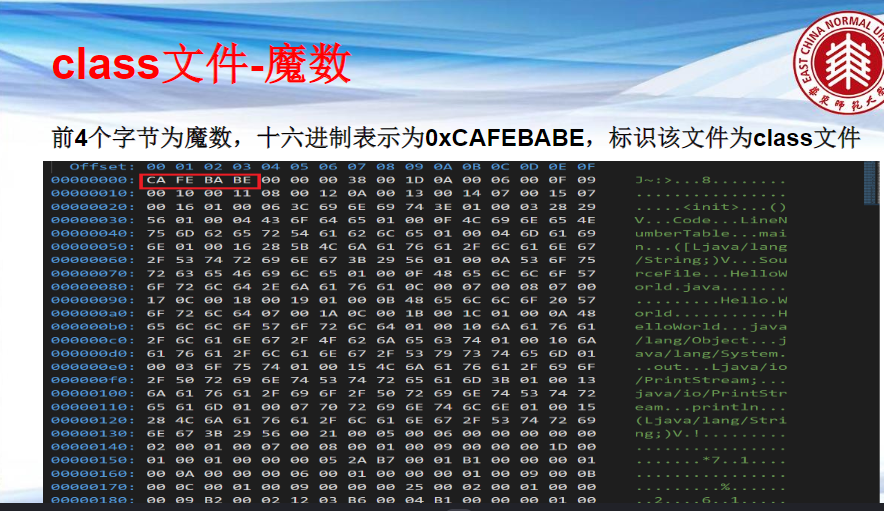 class文件-魔数
EAST CHINA NORMAL UN
华东师范大学
前4个字节为魔数，十六进制表示为0xCAFEBABE，标识该文件为class文件
Offset: 00 01 02 03 04 05 06 07 08 09 0A 0B 0C 0D 0E 0F
00000000: CA FE BA BE 00 00 00 38 00 1D 0A 00 06 00 0F 09 J~:>...8........
00000010: 00 10 00 11 08 00 12 0A 00 13 00 14 07 00 15 07 ................
00000020: 00 16 01 00 06 3C 69 6E 69 74 3E 01 00 03 28 29 .....<init>...()
00000030: 56 01 00 04 43 6F 64 65 01 00 0F 4C 69 6E 65 4E V...Code...LineN
00000040: 75 6D 62 65 72 54 61 62 6C 65 01 00 04 6D 61 69 umberTable...mai
00000050: 6E 01 00 16 28 5B 4C 6A 61 76 61 2F 6C 61 6E 67 n...([Ljava/lang
00000060: 2F 53 74 72 69 6E 67 3B 29 56 01 00 0A 53 6F 75 /String;)V...Sou
00000070: 72 63 65 46 69 6C 65 01 00 0F 48 65 6C 6C 6F 57 rceFile...HelloW
00000080: 6F 72 6C 64 2E 6A 61 76 61 0C 00 07 00 08 07 00 orld.java.......
00000090: 17 0C 00 18 00 19 01 00 0B 48 65 6C 6C 6F 20 57 .........Hello.W
000000a0: 6F 72 6C 64 07 00 1A 0C 00 1B 00 1C 01 00 0A 48 orld...........H
000000b0: 65 6C 6C 6F 57 6F 72 6C 64 01 00 10 6A 61 76 61 elloWorld...java
000000c0: 2F 6C 61 6E 67 2F 4F 62 6A 65 63 74 01 00 10 6A /lang/Object...j
000000d0: 61 76 61 2F 6C 61 6E 67 2F 53 79 73 74 65 6D 01 ava/lang/System.
000000e0: 00 03 6F 75 74 01 00 15 4C 6A 61 76 61 2F 69 6F ..out...Ljava/io
000000f0: 2F 50 72 69 6E 74 53 74 72 65 61 6D 3B 01 00 13 /PrintStream;...
00000100: 6A 61 76 61 2F 69 6F 2F 50 72 69 6E 74 53 74 72 java/io/PrintStr
00000110: 65 61 6D 01 00 07 70 72 69 6E 74 6C 6E 01 00 15 eam...println...
00000120: 28 4C 6A 61 76 61 2F 6C 61 6E 67 2F 53 74 72 69 (Ljava/lang/Stri
00000130: 6E 67 3B 29 56 00 21 00 05 00 06 00 00 00 00 00 ng;)V.!.........
00000140: 02 00 01 00 07 00 08 00 01 00 09 00 00 00 1D 00 ................
00000150: 01 00 01 00 00 00 05 2A B7 00 01 B1 00 00 00 01 .......*7..1....
00000160: 00 0A 00 00 00 06 00 01 00 00 00 01 00 09 00 0B ................
00000170: 00 0C 00 01 00 09 00 00 00 25 00 02 00 01 00 00 .........%......
00000180: 00 09 B2 00 02 12 03 B6 00 04 B1 00 00 00 01 00 ..2....6..1.....